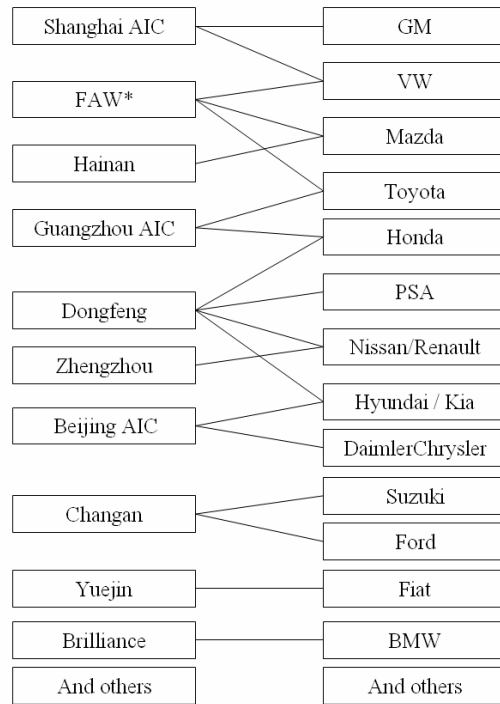 Shanghai AIC
GM
VW
FAW*
Mazda
Hainan
Toyota
Guangzhou AIC
Honda
PSA
Dongfeng
Nissan/Renault
Zhengzhou
Hyundai / Kia
Beijing AIC
DaimlerChrysler
Suzuki
Changan
Ford
Yuejin
Fiat
Brilliance
BMW
And others
And others